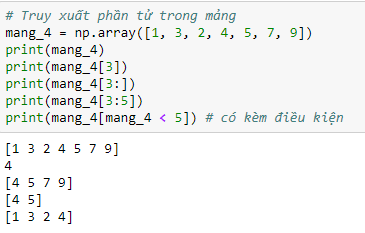 # Truy xuất phần tử trong mảng
mang_4 = np.array([1, 3, 2, 4, 5, 7, 9])
print(mang_4)
print(mang_4[3])
print(mang_4[3:])
print(mang_4[3:5])
print(mang_4[mang_4 < 5]) # có kèm điều kiện
[1 3 2 4 5 7 9]
4
[4 5 7 9]
[4 5]
[1 3 2 4]